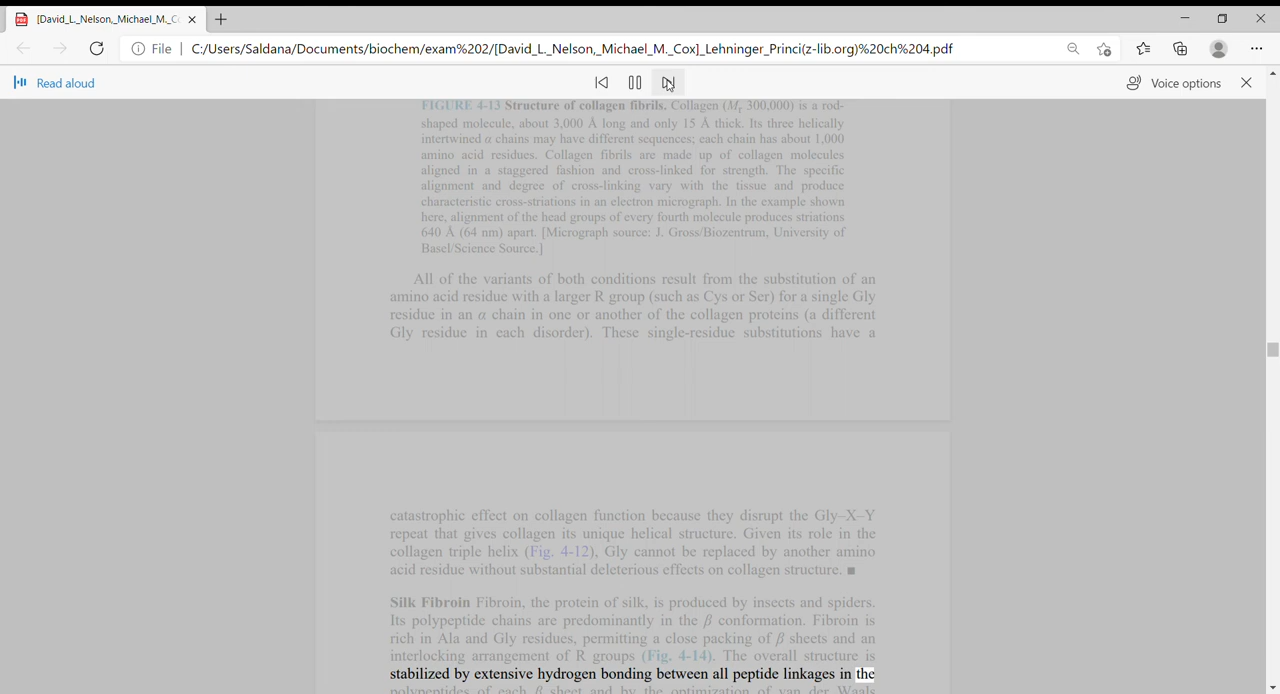 [David_L._Nelson,_Michael_M._C
File | C:/Users/Saldana/Documents/biochem/exam%202/[David_L._Nelson,_Michael_M._Cox]_Lehninger_Princi(z-lib.org)%20ch%204.pdf
Read aloud
Voice options
FIGURE 4-13 Structure of collagen fibrils. Collagen (Mr 300,000) is a rod-
shaped molecule, about 3,000 Å long and only 15 Å thick. Its three helically
intertwined α chains may have different sequences; each chain has about 1,000
amino acid residues. Collagen fibrils are made up of collagen molecules
aligned in a staggered fashion and cross-linked for strength. The specific
alignment and degree of cross-linking vary with the tissue and produce
characteristic cross-striations in an electron micrograph. In the example shown
here, alignment of the head groups of every fourth molecule produces striations
640 Å (64 nm) apart. [Micrograph source: J. Gross/Biozentrum, University of
Basel/Science Source.]
All of the variants of both conditions result from the substitution of an
amino acid residue with a larger R group (such as Cys or Ser) for a single Gly
residue in an α chain in one or another of the collagen proteins (a different
Gly residue in each disorder). These single-residue substitutions have a
catastrophic effect on collagen function because they disrupt the Gly–X–Y
repeat that gives collagen its unique helical structure. Given its role in the
collagen triple helix (Fig. 4-12), Gly cannot be replaced by another amino
acid residue without substantial deleterious effects on collagen structure. ■
Silk Fibroin Fibroin, the protein of silk, is produced by insects and spiders.
Its polypeptide chains are predominantly in the β conformation. Fibroin is
rich in Ala and Gly residues, permitting a close packing of β sheets and an
interlocking arrangement of R groups (Fig. 4-14). The overall structure is
stabilized by extensive hydrogen bonding between all peptide linkages in the
polypeptides of each β sheet and by the optimization of van der Waals